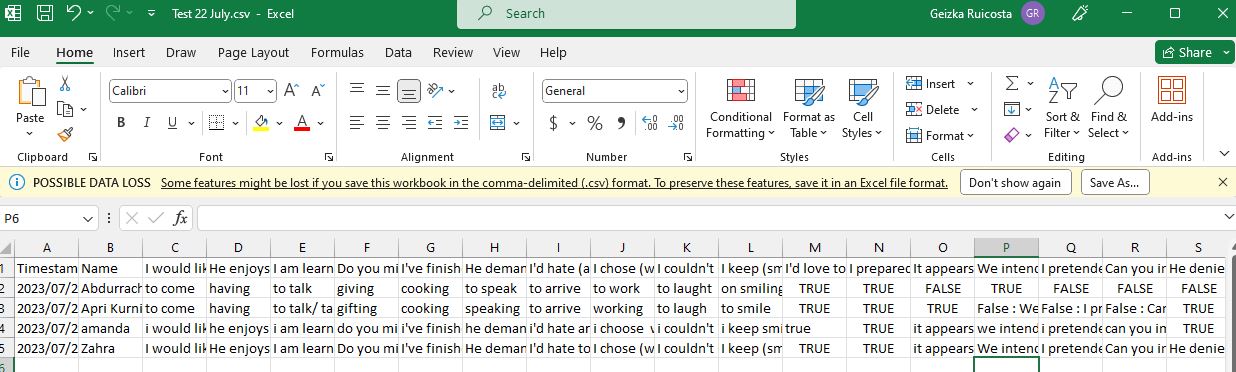 Test 22 July.csv - Excel
Search
Geizka Ruicosta GR
File Home Insert Draw Page Layout Formulas Data Review View Help Share
Paste
Clipboard
Calibri 11 A A
B I U A
Font
ab
Alignment
General
$ % ,
Number
Conditional Formatting
Format as Table
Cell Styles
Styles
Insert
Delete
Format
Cells
Sort & Filter
Find & Select
Editing
Add-ins
Add-ins
POSSIBLE DATA LOSS Some features might be lost if you save this workbook in the comma-delimited (.csv) format. To preserve these features, save it in an Excel file format. Don't show again Save As...
P6 fx
A B C D E F G H I J K L M N O P Q R S
1 Timestam Name I would lik He enjoys I am learn Do you mi I've finish He deman I'd hate (a I chose (w I couldn't I keep (sm I'd love to I prepared It appears We intend I pretende Can you in He denie
2 2023/07/2 Abdurrach to come having to talk giving cooking to speak to arrive to work to laught on smiling TRUE TRUE FALSE TRUE FALSE FALSE FALSE
3 2023/07/2 Apri Kurni to come having to talk/ ta gifting cooking speaking to arrive working to laugh to smile TRUE TRUE TRUE False : We False : I pr False : Car TRUE
4 2023/07/2 amanda i would lik he enjoys i am learn do you mi i've finish he deman i'd hate ar i choose i couldn't i keep smi true TRUE it appears we intend i pretende can you im TRUE
5 2023/07/2 Zahra I would lik He enjoys I am learn Do you mi I've finish He deman I'd hate to I chose (w I couldn't I keep (sm TRUE TRUE it appears We intend I pretende Can you in He denie
6